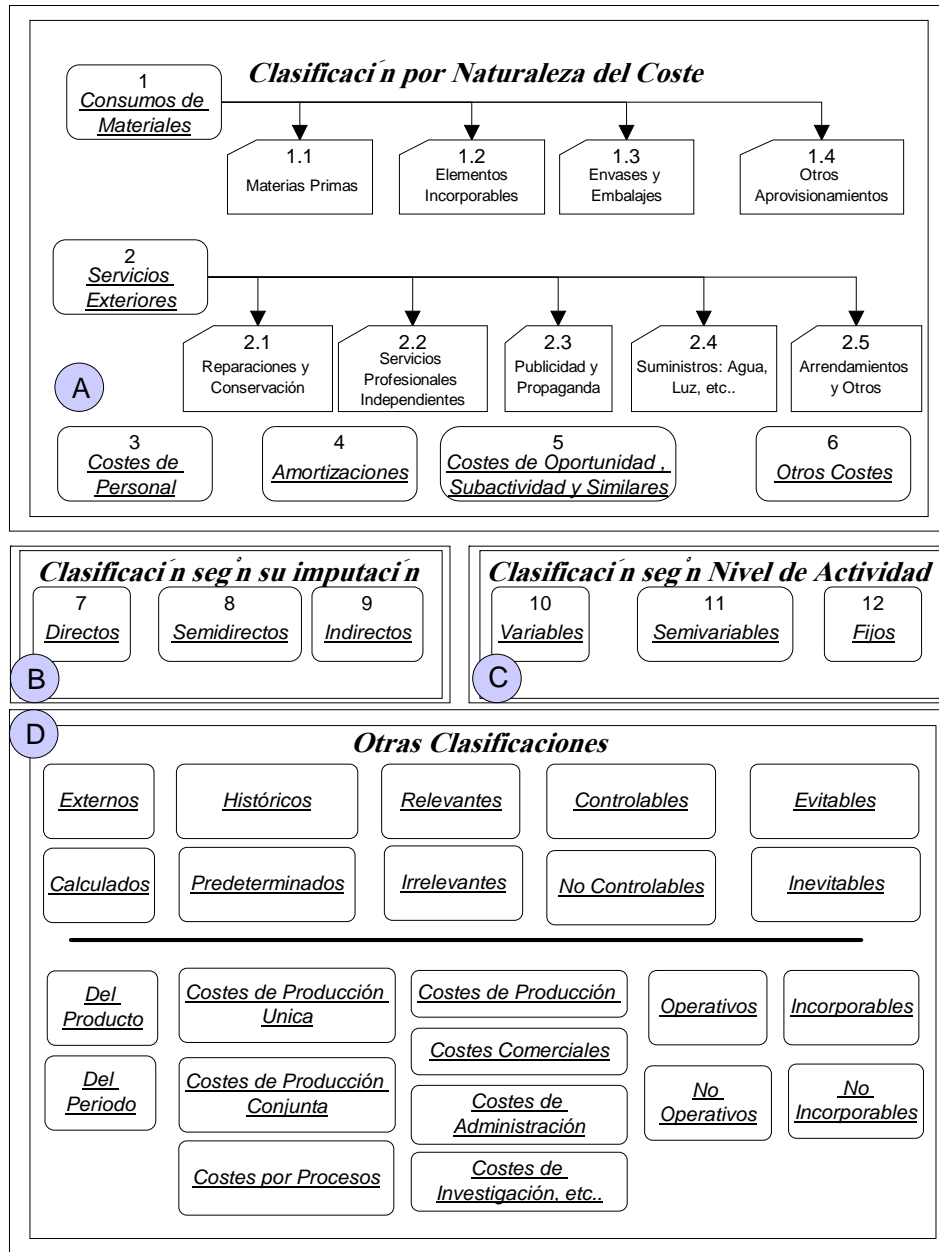 Clasificaci´n por Naturaleza del Coste
1
Consumos de
Materiales
1.1
Materias Primas
1.2
Elementos
Incorporables
1.3
Envases y
Embalajes
1.4
Otros
Aprovisionamientos
2
Servicios
Exteriores
2.1
Reparaciones y
Conservación
2.2
Servicios
Profesionales
Independientes
2.3
Publicidad y
Propaganda
2.4
Suministros: Agua,
Luz, etc..
2.5
Arrendamientos
y Otros
A
3
Costes de
Personal
4
Amortizaciones
5
Costes de Oportunidad ,
Subactividad y Similares
6
Otros Costes
Clasificaci´n seg°n su imputaci´n
7
Directos
8
Semidirectos
9
Indirectos
B
Clasificaci´n seg°n Nivel de Actividad
10
Variables
11
Semivariables
12
Fijos
C
D
Otras Clasificaciones
Externos
Históricos
Relevantes
Controlables
Evitables
Calculados
Predeterminados
Irrelevantes
No Controlables
Inevitables
Del
Producto
Costes de Producción
Unica
Costes de Producción
Operativos
Incorporables
Costes Comerciales
Del
Periodo
Costes de Producción
Conjunta
Costes de
Administración
No
Operativos
No
Incorporables
Costes por Procesos
Costes de
Investigación, etc..